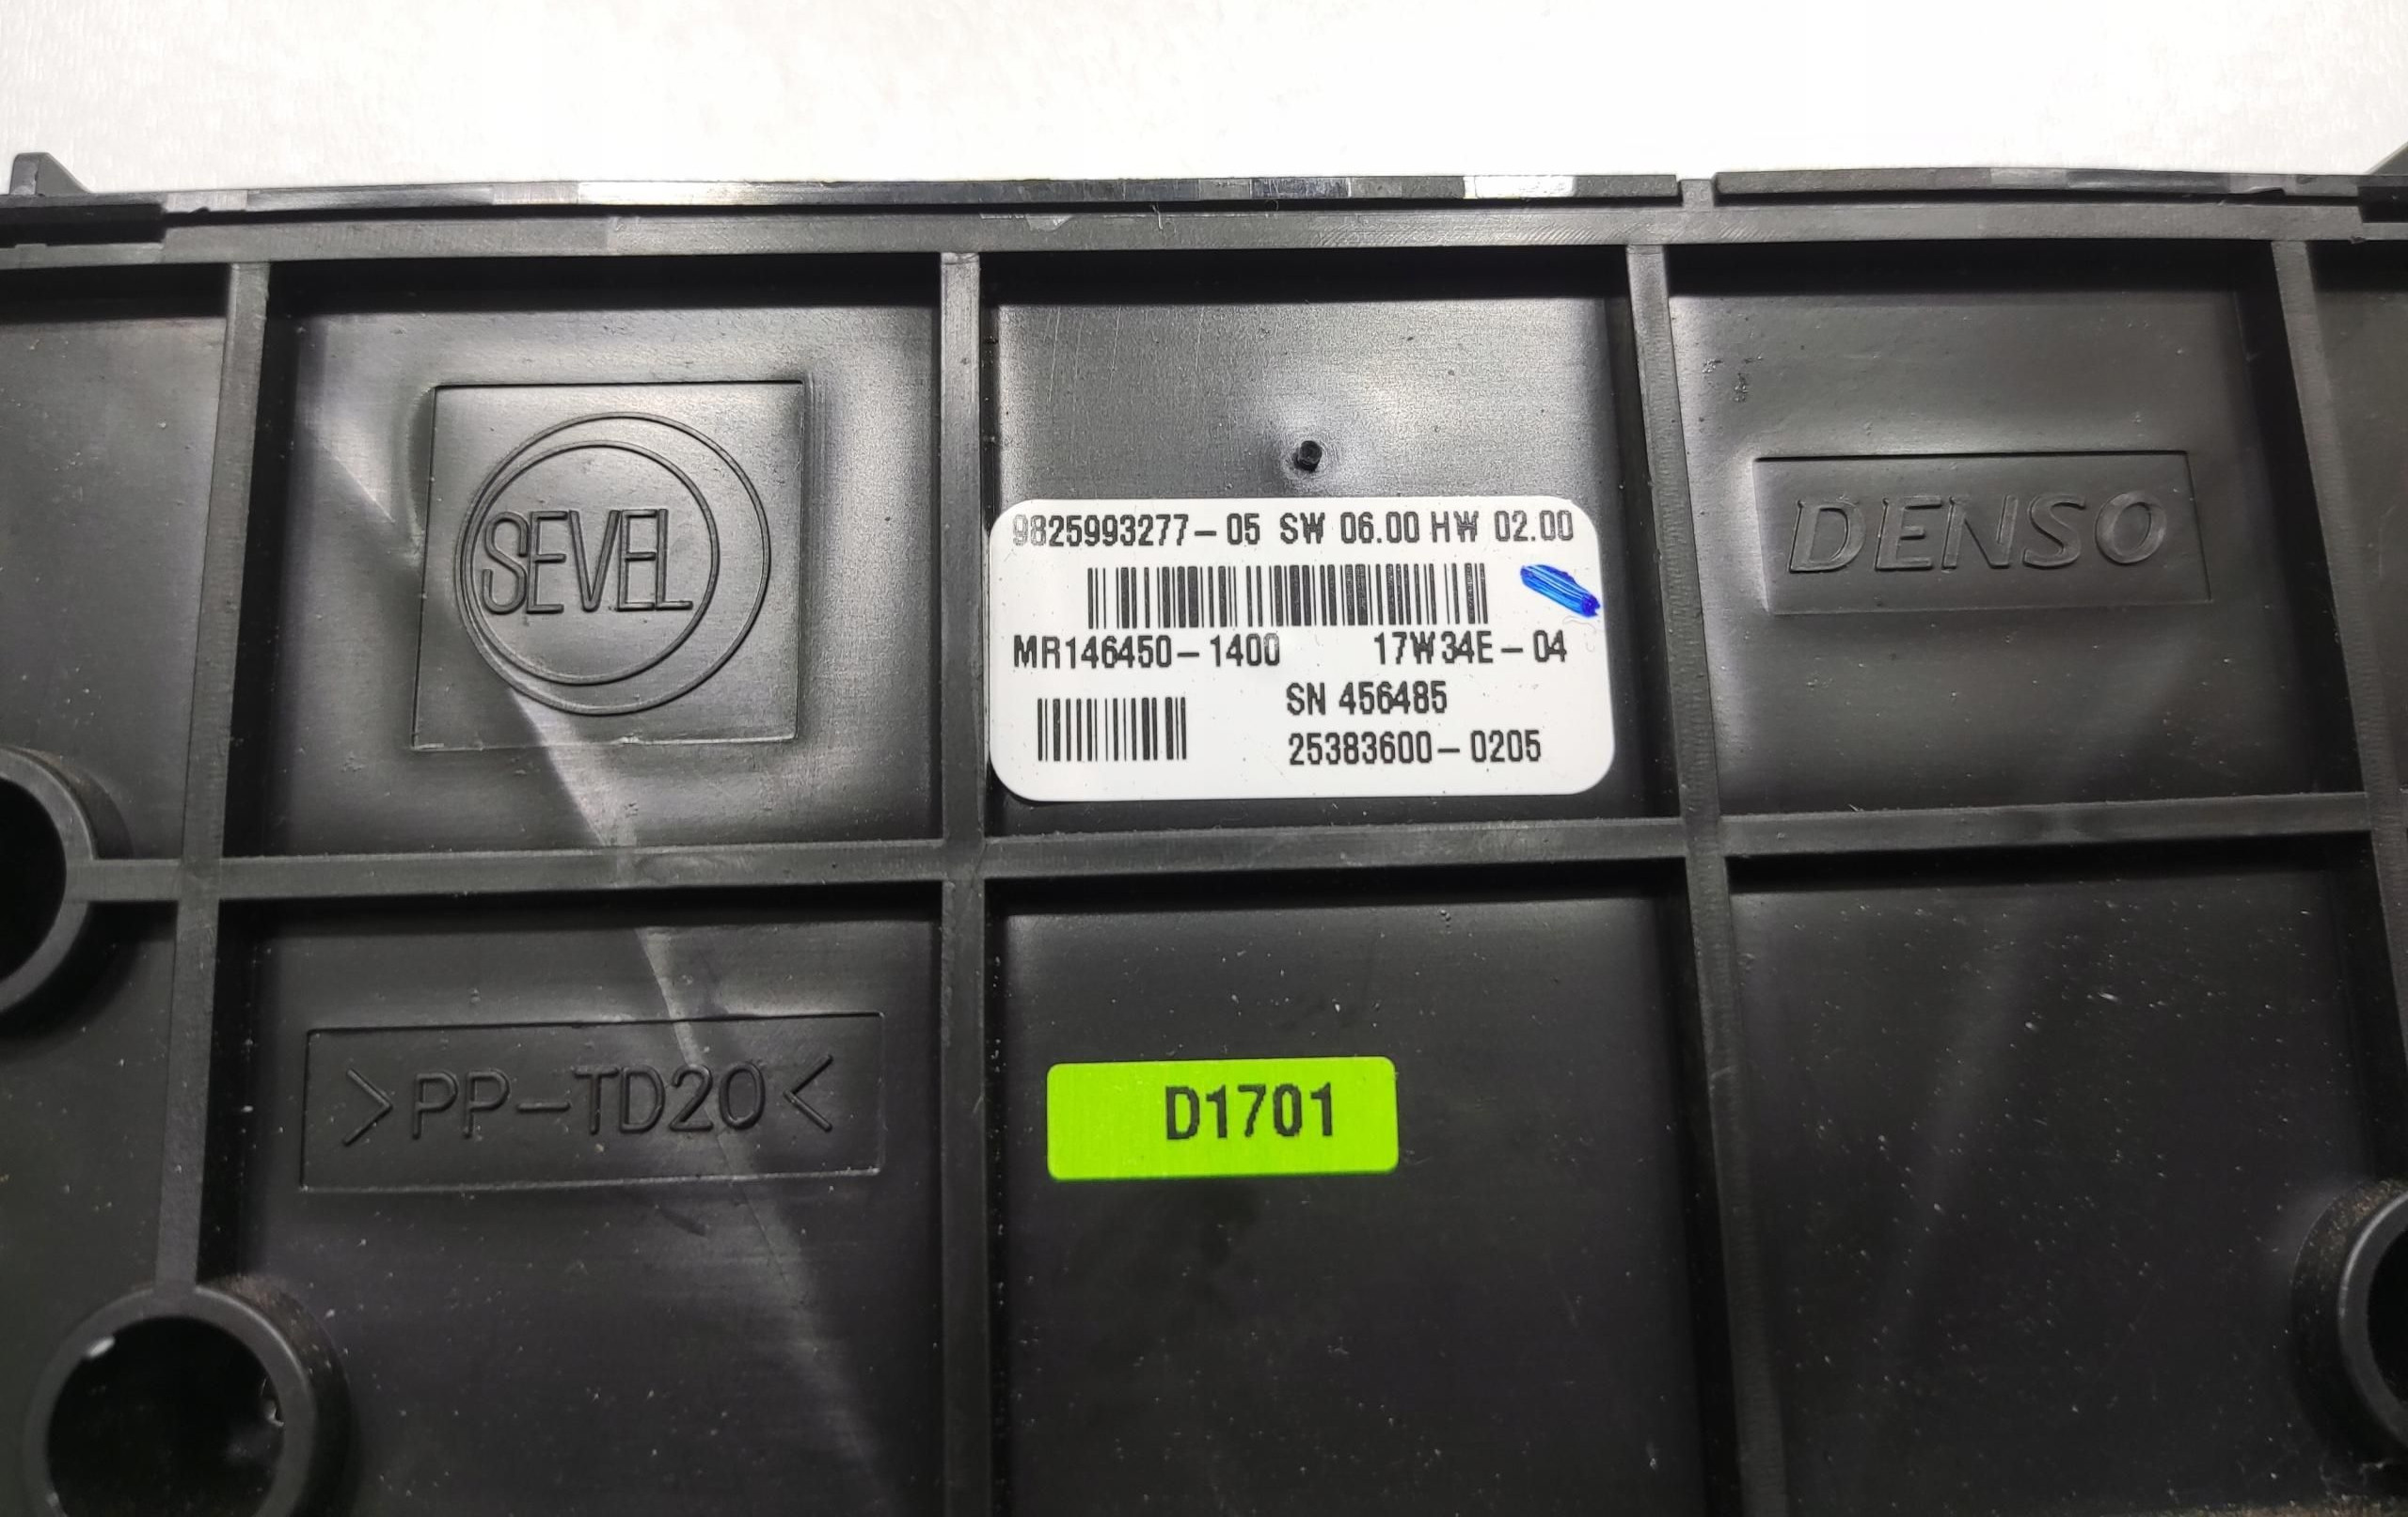 SEVEL
9825993277-05 SW 06.00 HW 02.00
MR146450-1400 17W34E-04
SN 456485
25383600-0205
DENSO
>PP-TD20<
D1701